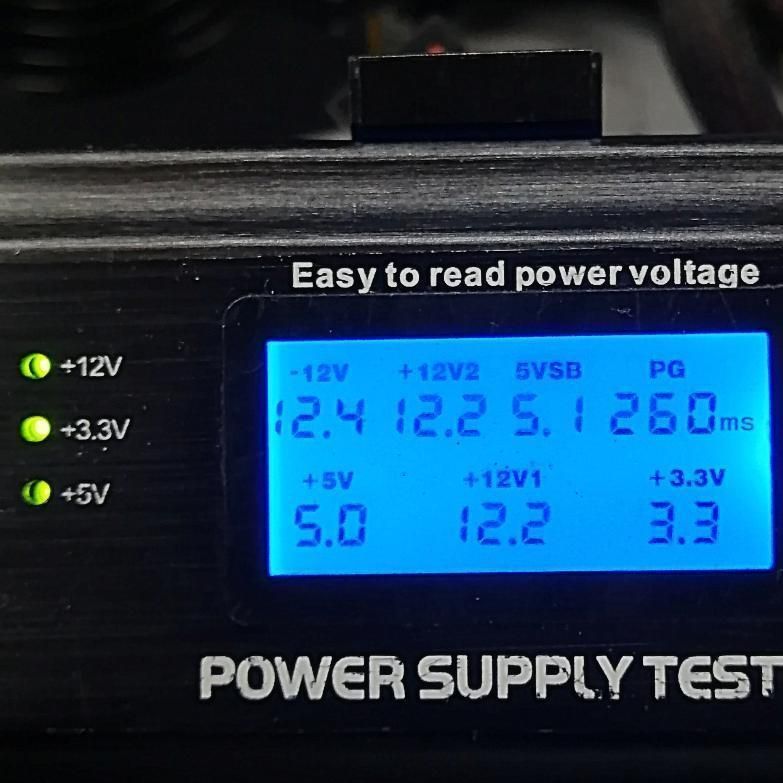 Easy to read power voltage
+12V
+3.3V
+5V
-12V +12V2 5VSB PG
12.4 12.2 5.1 260ms
+5V +12V1 +3.3V
5.0 12.2 3.3
POWER SUPPLY TEST